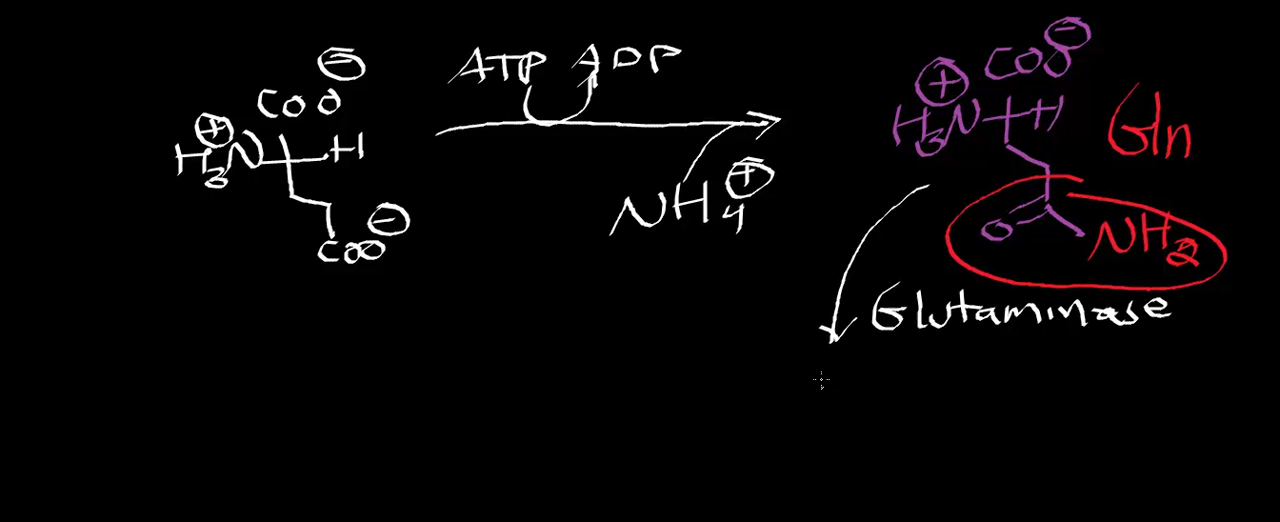 ATP ADP
COO⊖
H3N⊕ H
COO⊖
NH4⊕
COO⊖
H3N⊕ H
Gln
O NH2
Glutaminase